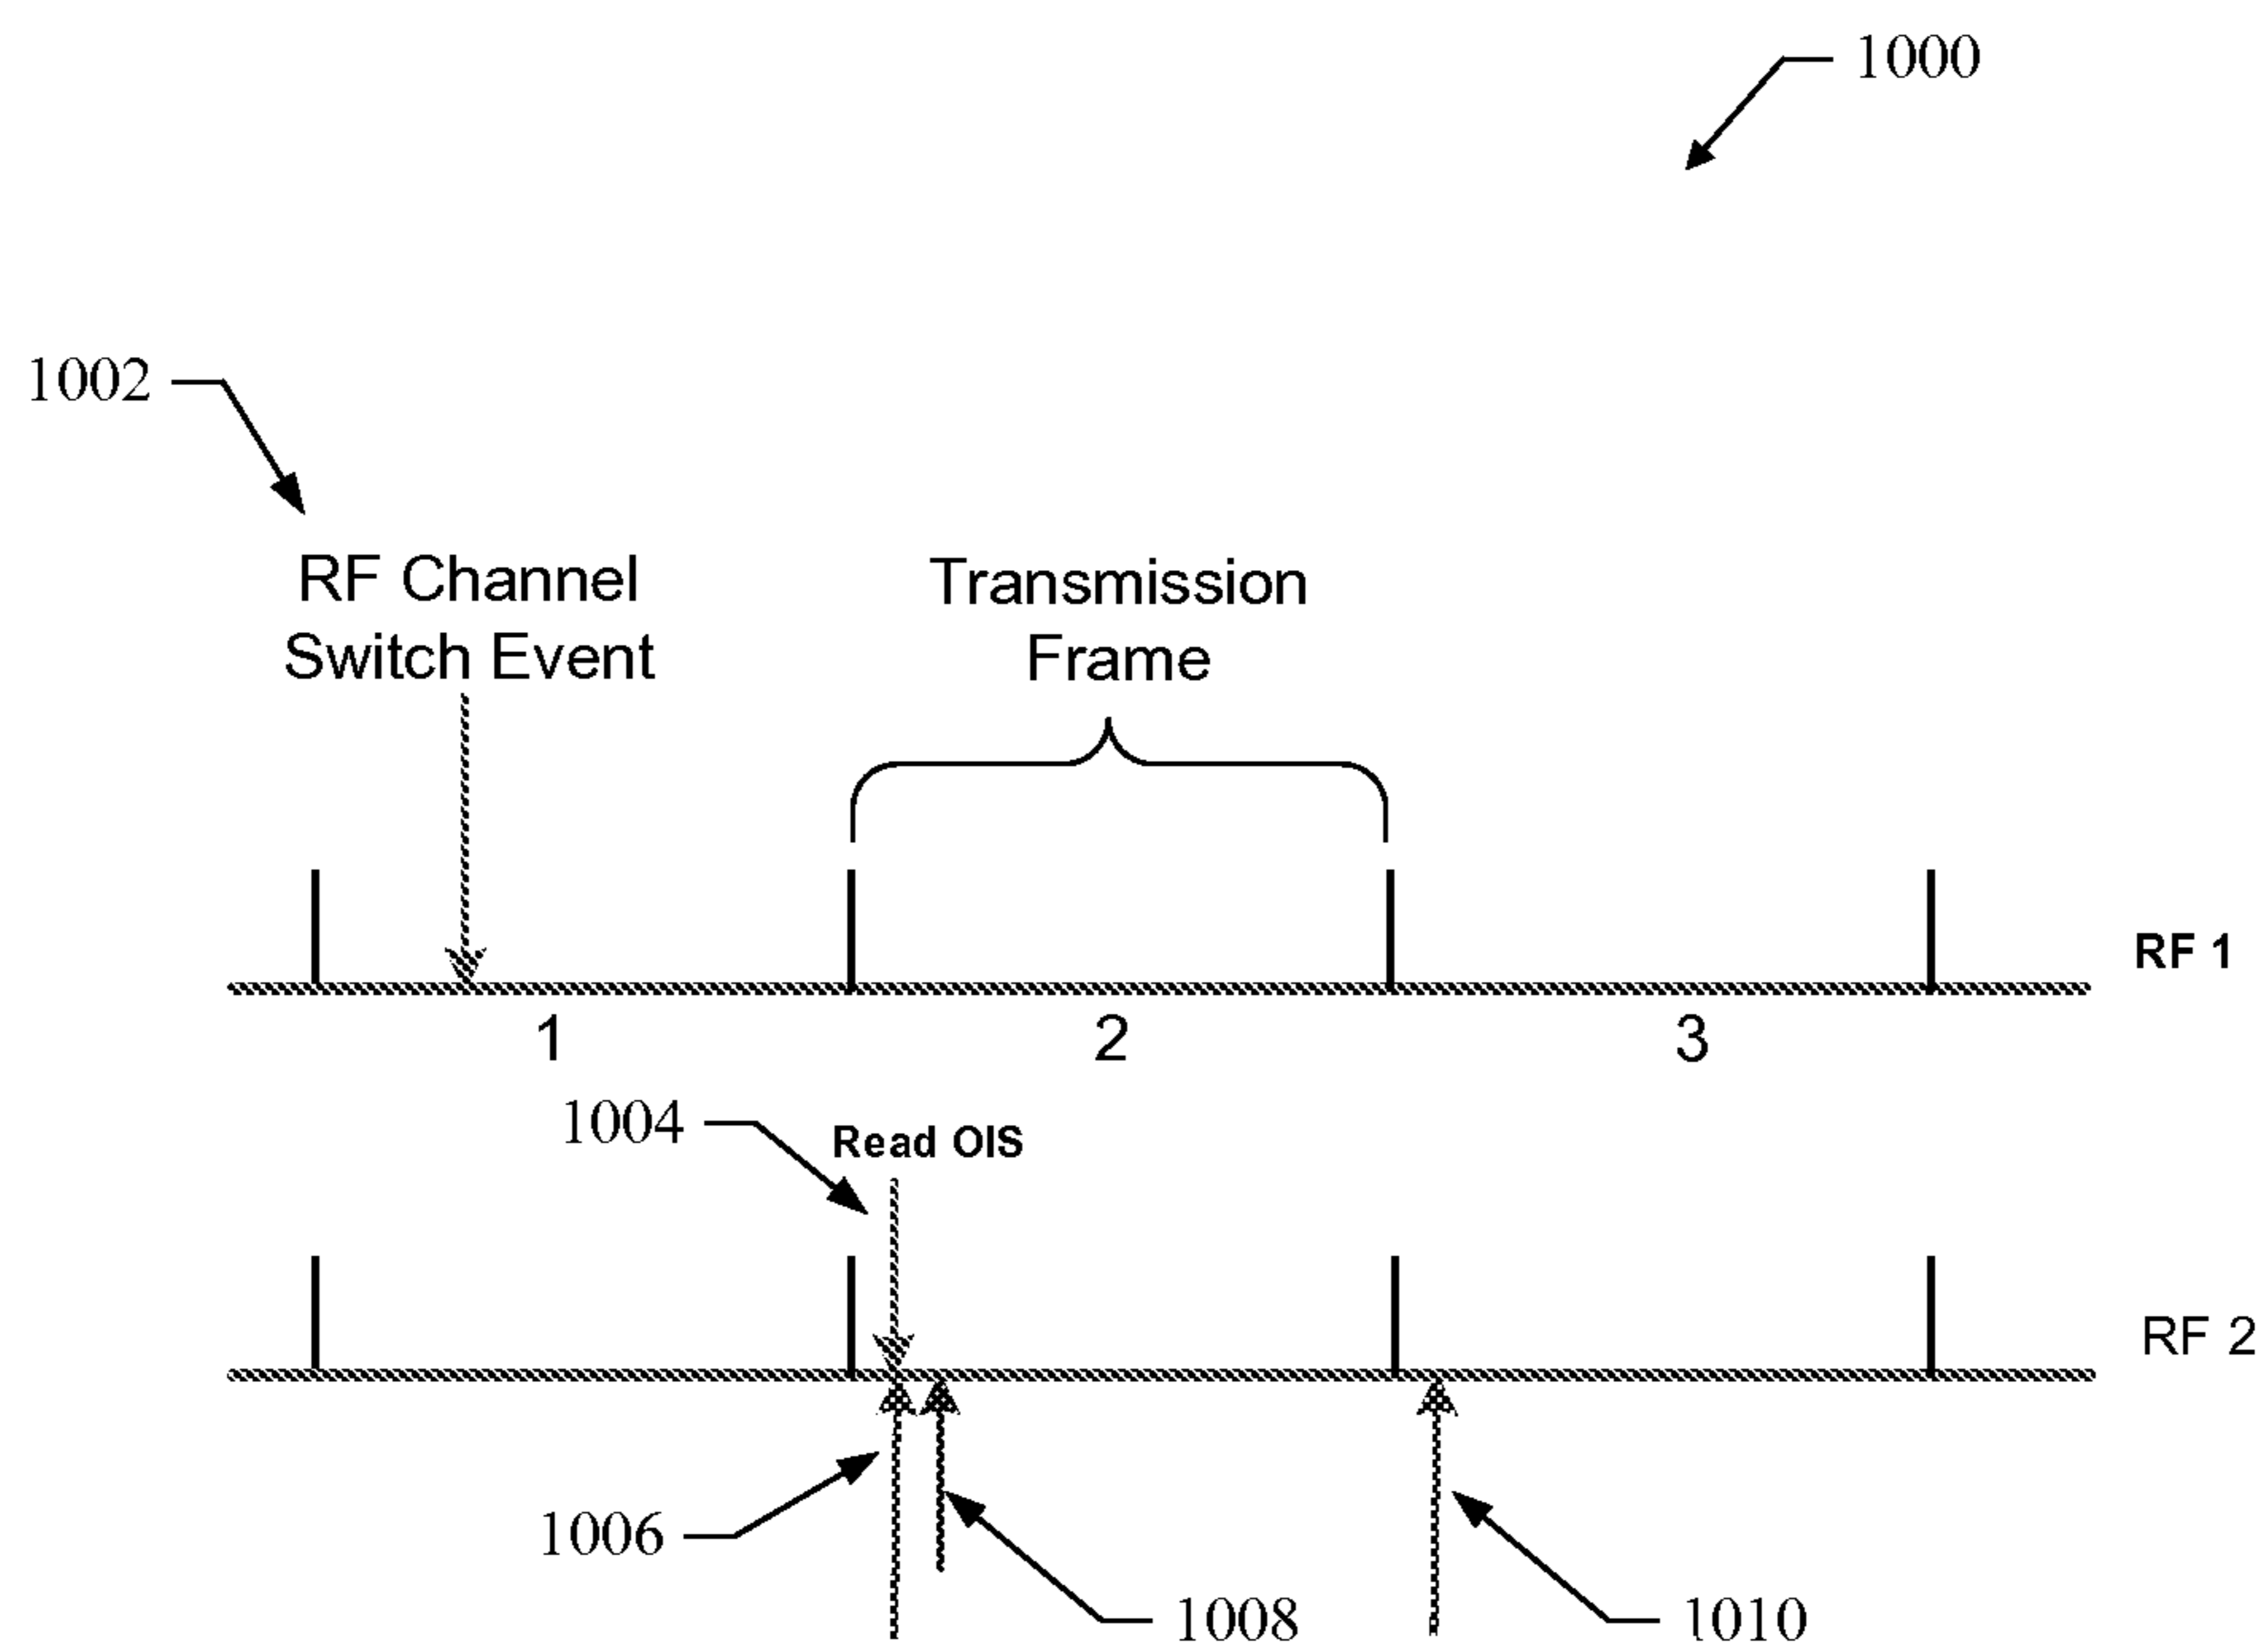 1000
1002
RF Channel
Switch Event
Transmission
Frame
RF 1
1
2
3
1004
Read OIS
RF 2
1006
1008
1010